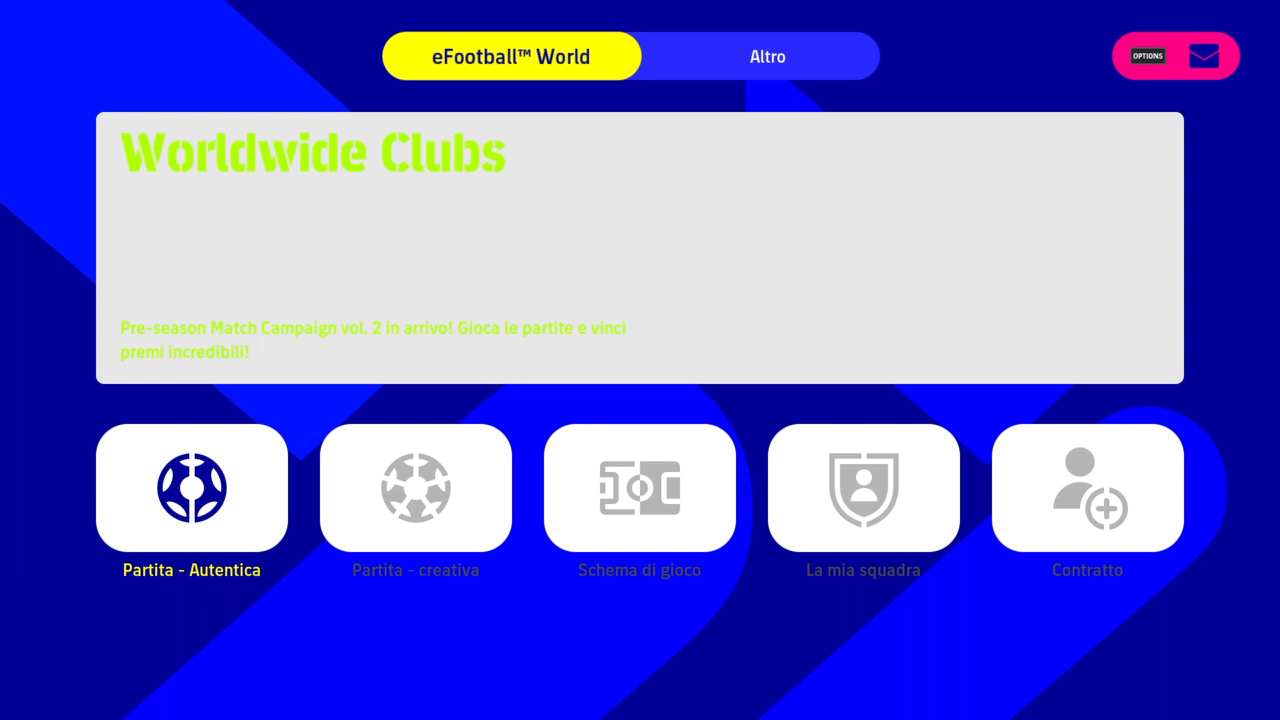 eFootball™ World
Altro
OPTIONS
Worldwide Clubs
Pre-season Match Campaign vol. 2 in arrivo! Gioca le partite e vinci
premi incredibili!
Partita - Autentica
Partita - creativa
Schema di gioco
La mia squadra
Contratto